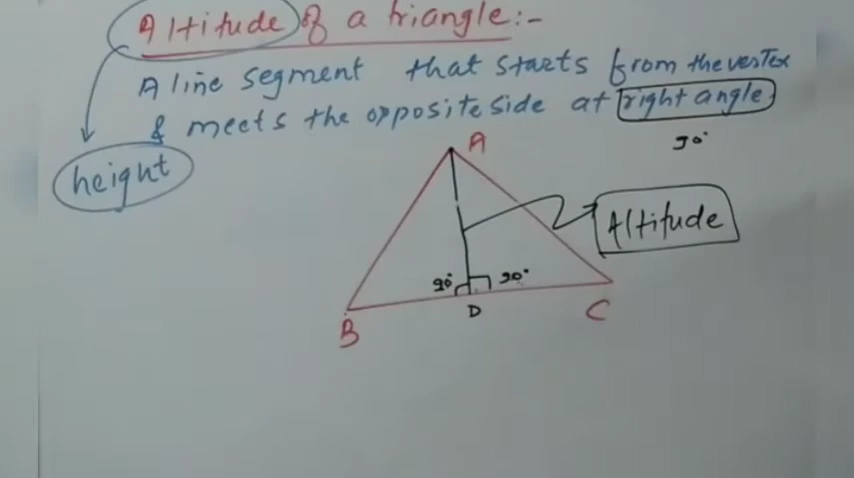 Altitude of a triangle:-
A line segment that starts from the vertex
& meets the opposite side at right angle
90°
height
A
Altitude
90° 90°
D
B
C